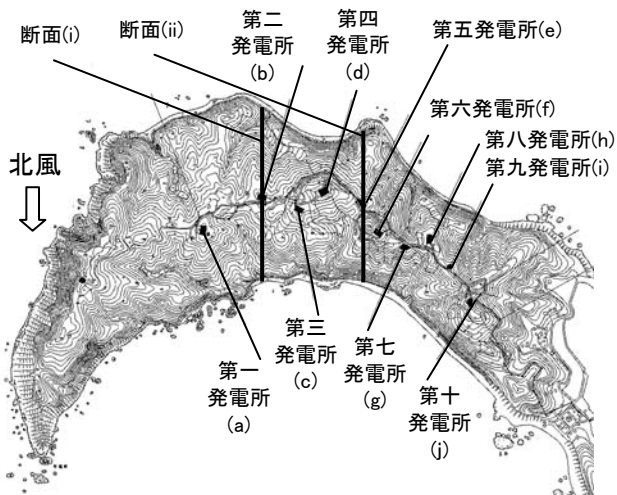 断面(i)
断面(ii)
第二
発電所
(b)
第四
発電所
(d)
第五発電所(e)
第六発電所(f)
第八発電所(h)
第九発電所(i)
北風
第一
発電所
(a)
第三
発電所
(c)
第七
発電所
(g)
第十
発電所
(j)